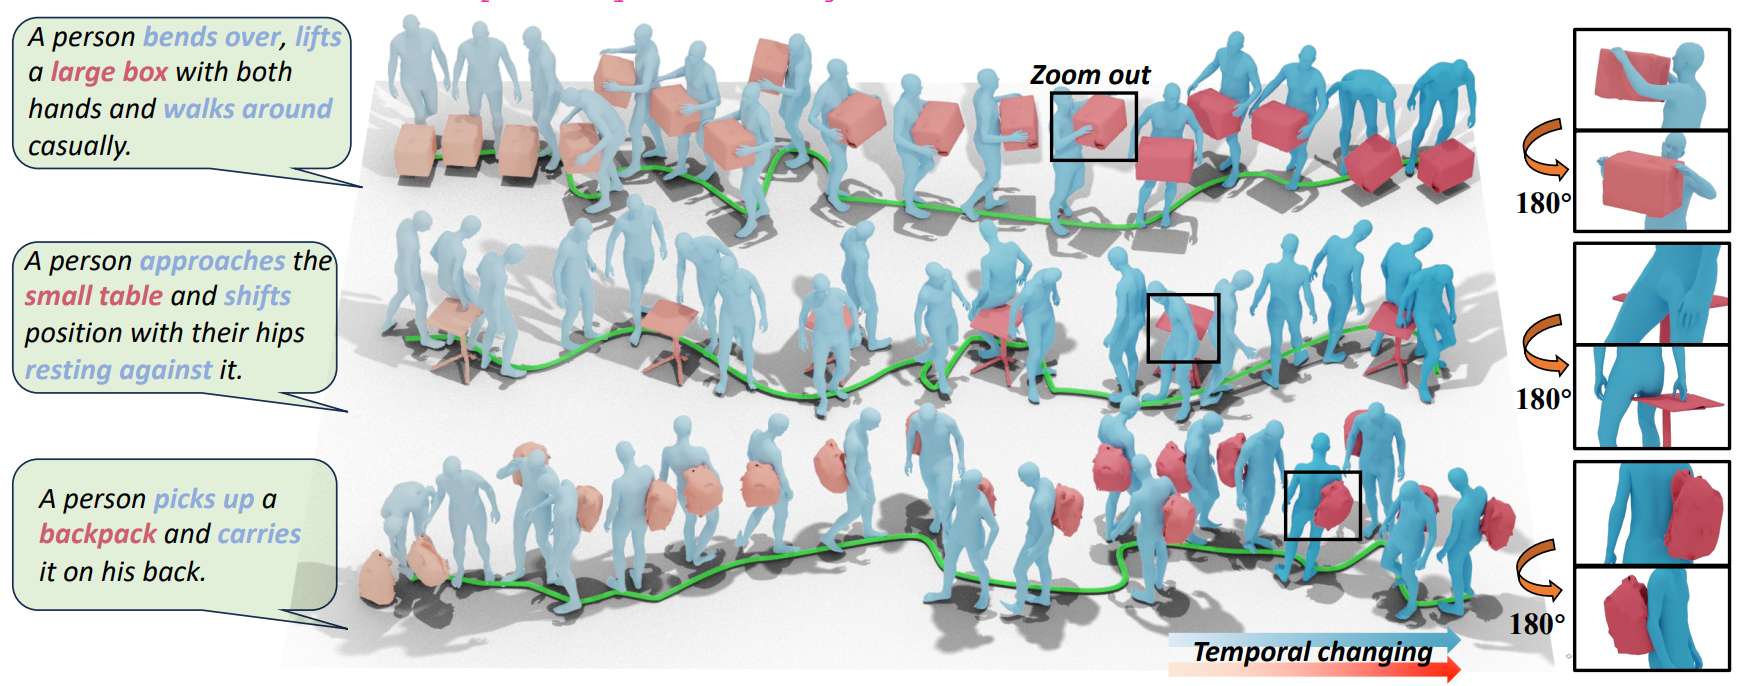 A person bends over, lifts
a large box with both
hands and walks around
casually.
Zoom out
180°
A person approaches the
small table and shifts
position with their hips
resting against it.
180°
A person picks up a
backpack and carries
it on his back.
180°
Temporal changing